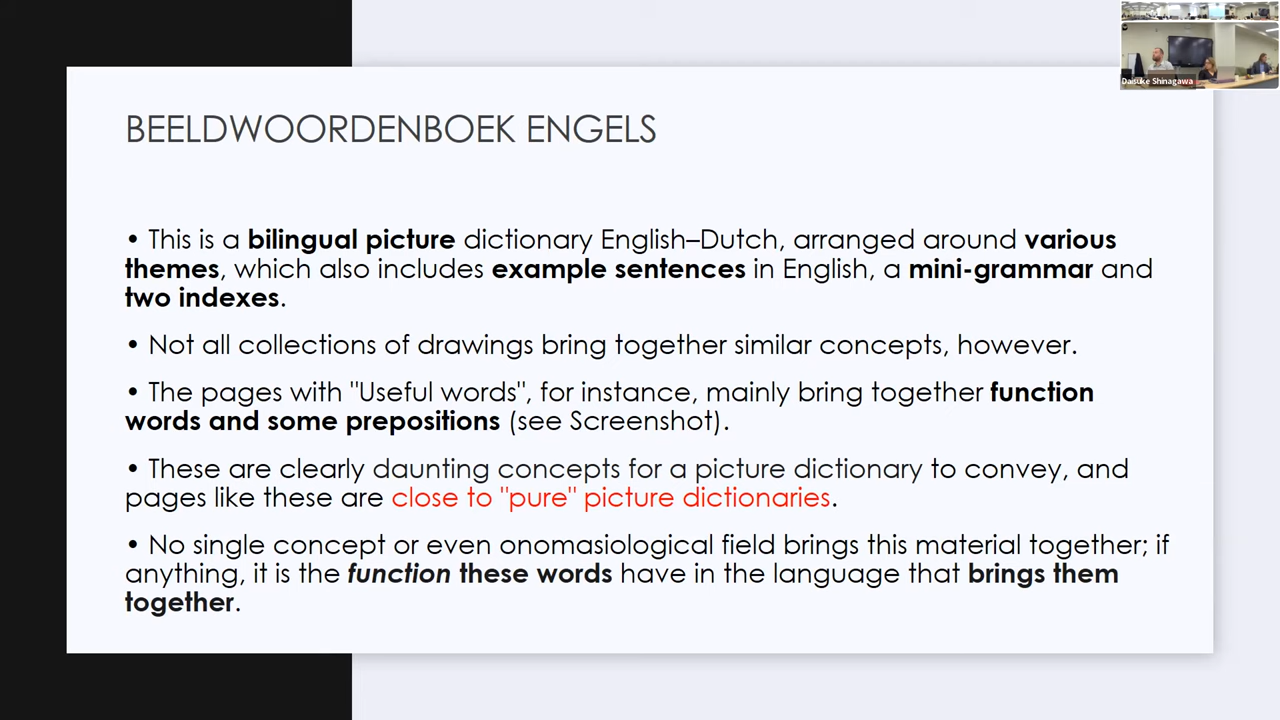 Daisuke Shinagawa
BEELDWOORDENBOEK ENGELS
• This is a bilingual picture dictionary English–Dutch, arranged around various
themes, which also includes example sentences in English, a mini-grammar and
two indexes.
• Not all collections of drawings bring together similar concepts, however.
• The pages with "Useful words", for instance, mainly bring together function
words and some prepositions (see Screenshot).
• These are clearly daunting concepts for a picture dictionary to convey, and
pages like these are close to "pure" picture dictionaries.
• No single concept or even onomasiological field brings this material together; if
anything, it is the function these words have in the language that brings them
together.